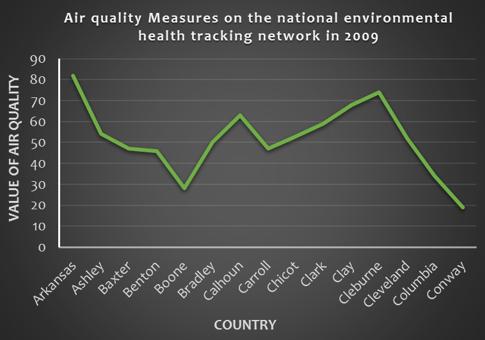 Air quality Measures on the national environmental
health tracking network in 2009
VALUE OF AIR QUALITY
90
80
70
60
50
40
30
20
10
0
Arkansas
Ashley
Baxter
Benton
Boone
Bradley
Calhoun
Carroll
Chicot
Clark
Clay
Cleburne
Cleveland
Columbia
Conway
COUNTRY